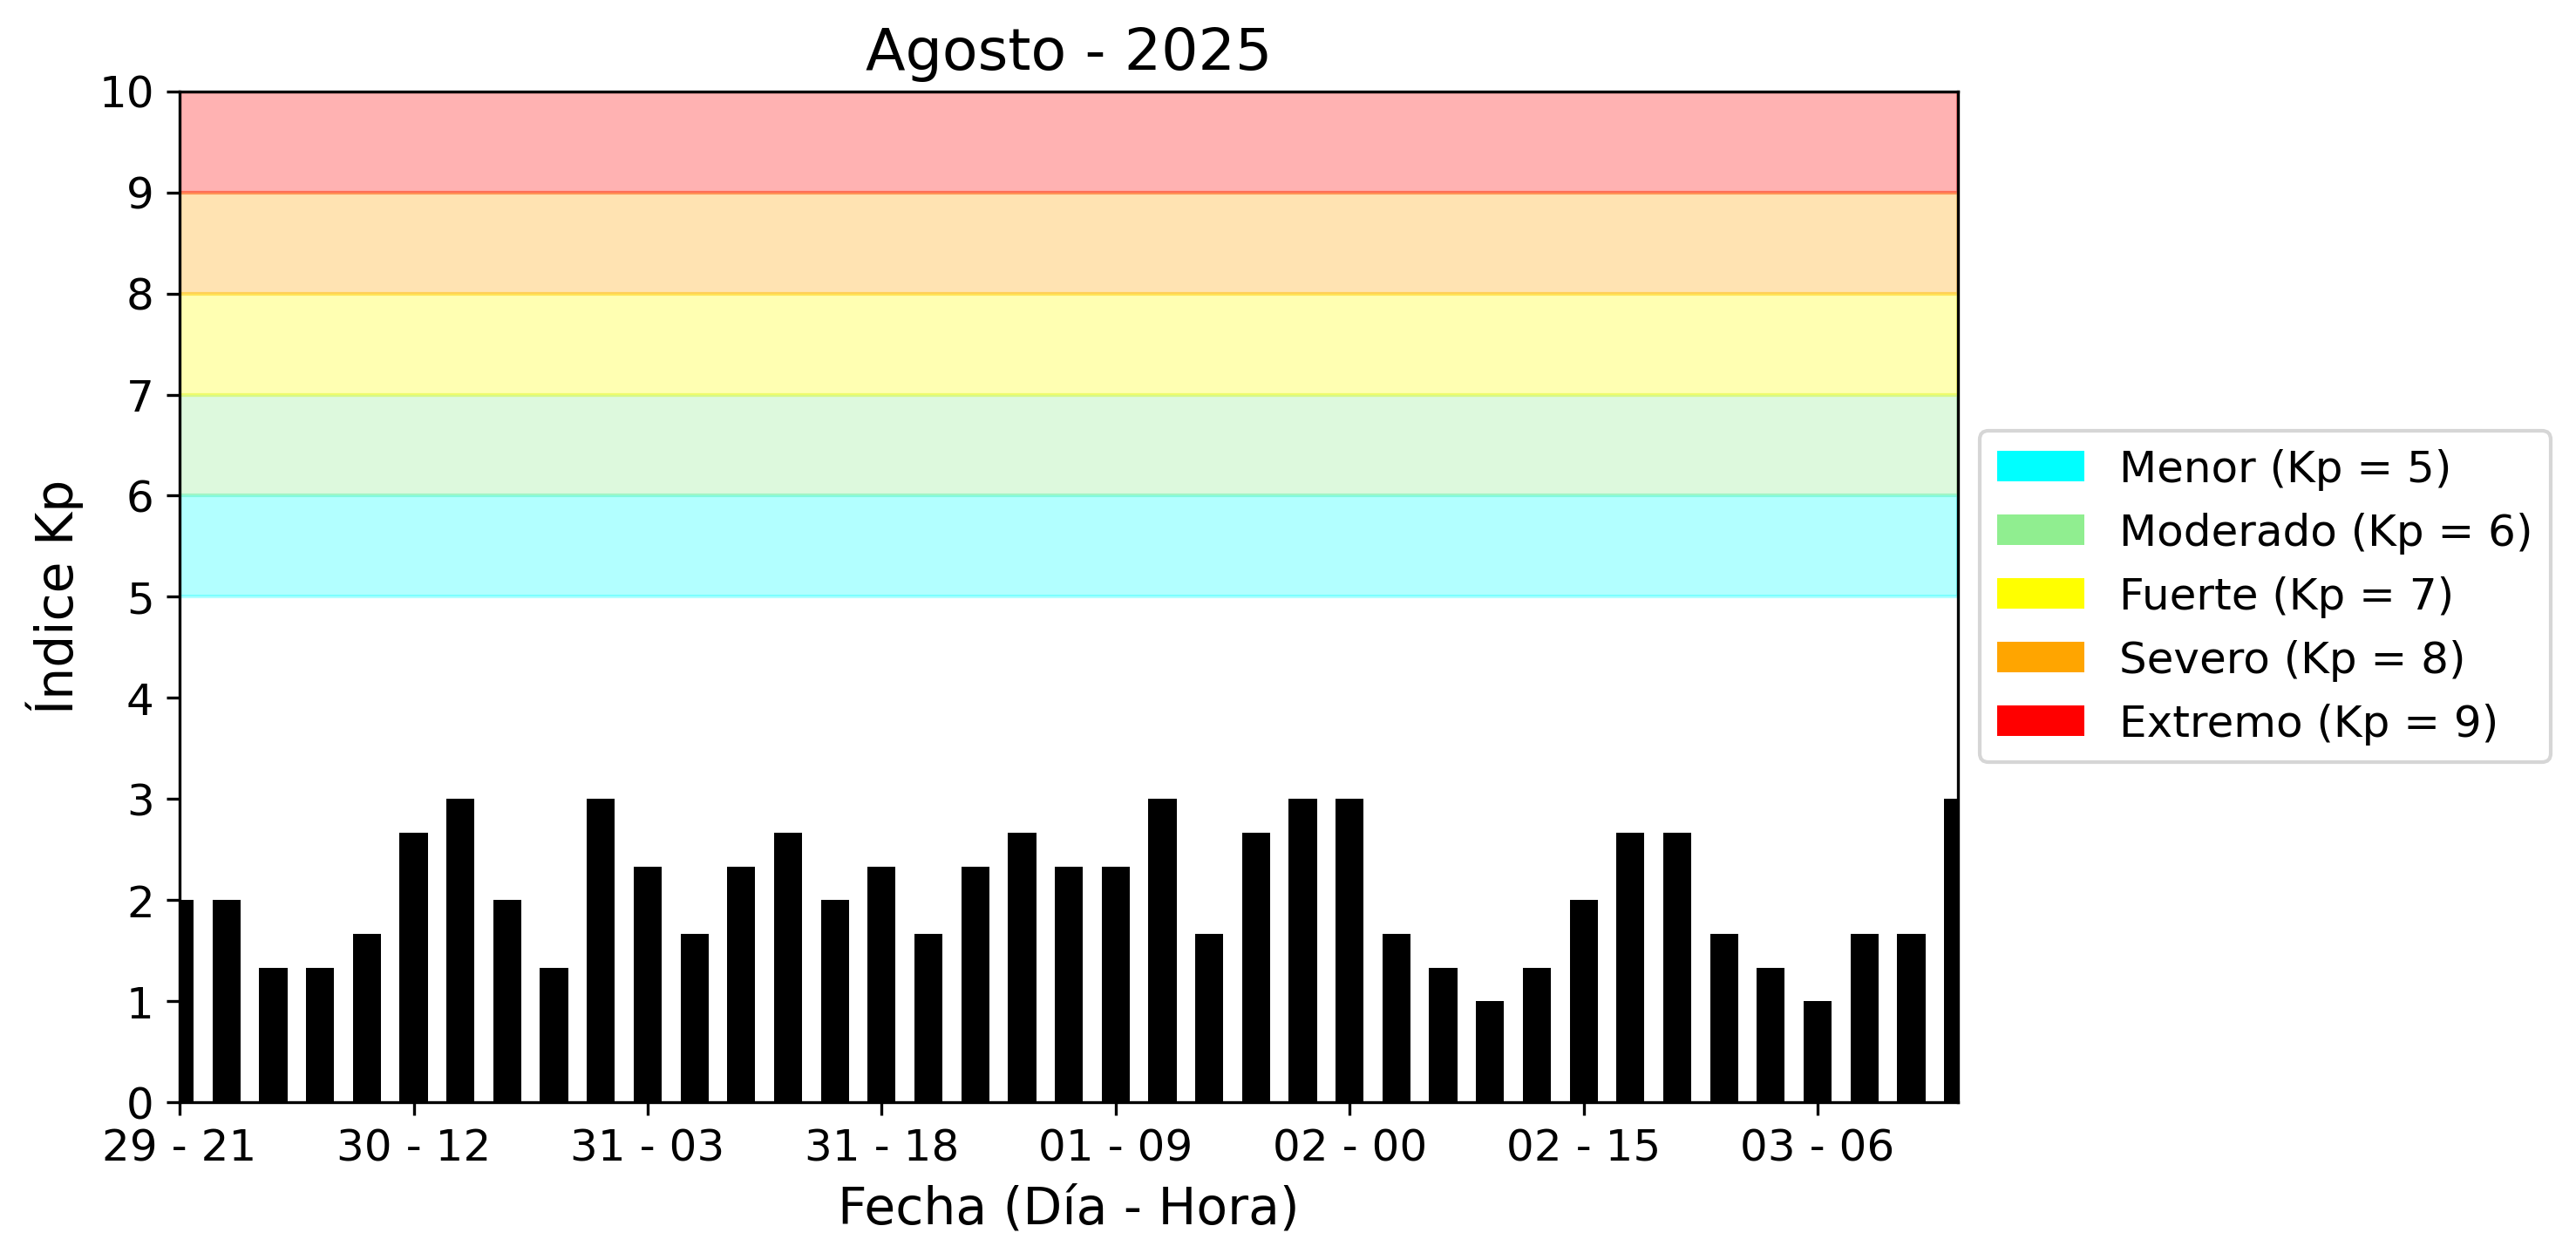 Agosto - 2025
Índice Kp
10
9
8
7
6
5
4
3
2
1
0
29 - 21
30 - 12
31 - 03
31 - 18
01 - 09
02 - 00
02 - 15
03 - 06
Fecha (Día - Hora)
Menor (Kp = 5)
Moderado (Kp = 6)
Fuerte (Kp = 7)
Severo (Kp = 8)
Extremo (Kp = 9)